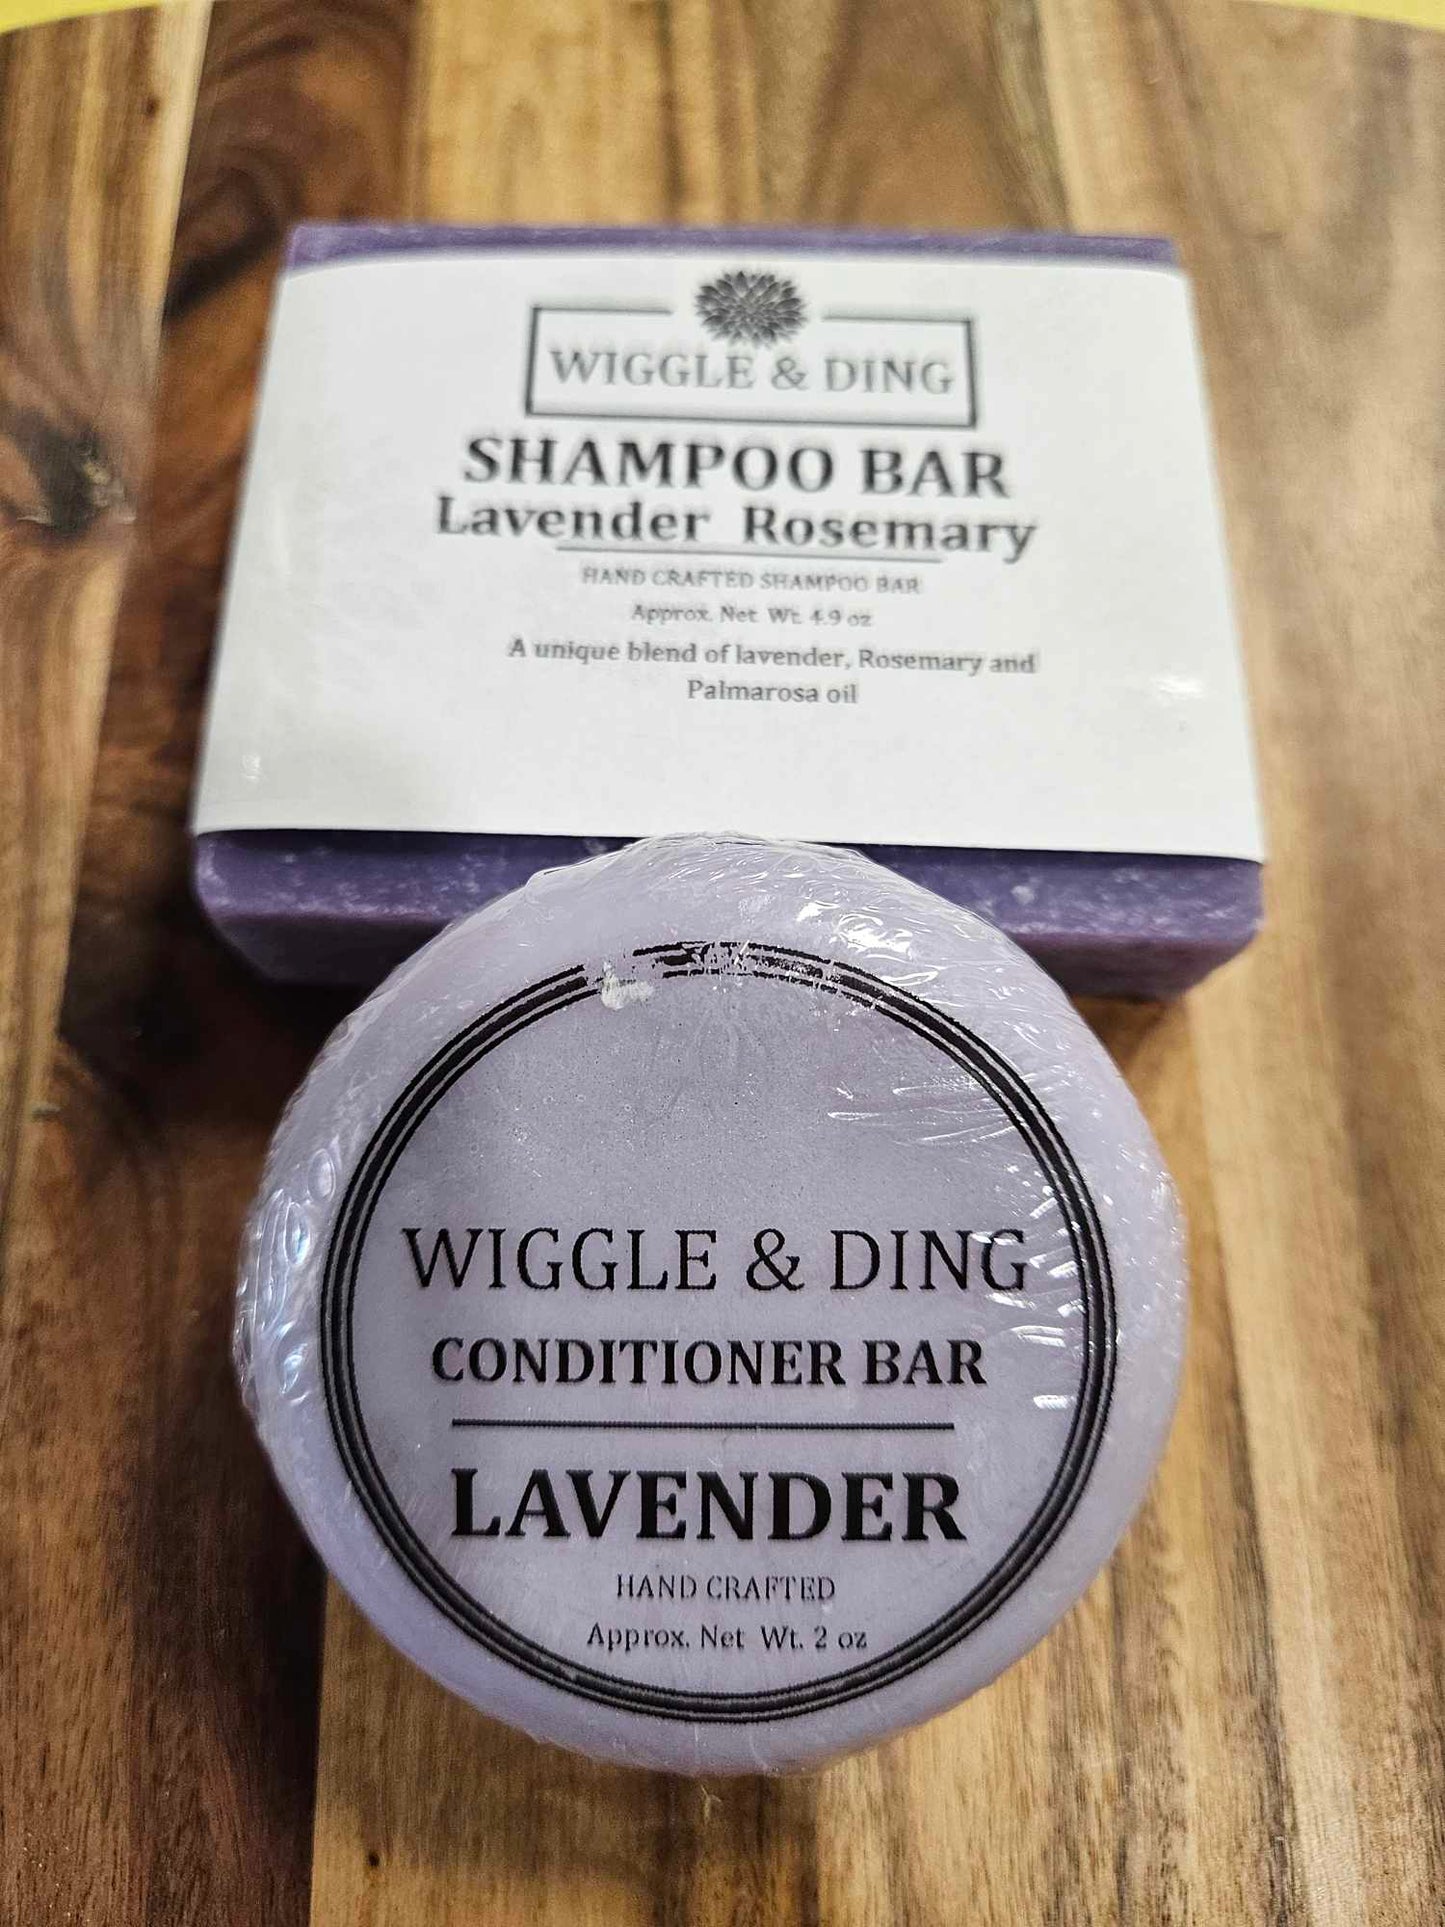 WIGGLE & DING
SHAMPOO BAR
Lavender Rosemary
HAND CRAFTED SHAMPOO BAR
Approx. Net Wt. 4.9 oz
A unique blend of lavender, Rosemary and
Palmarosa oil
WIGGLE & DING
CONDITIONER BAR
LAVENDER
HAND CRAFTED
Approx. Net Wt. 2 oz